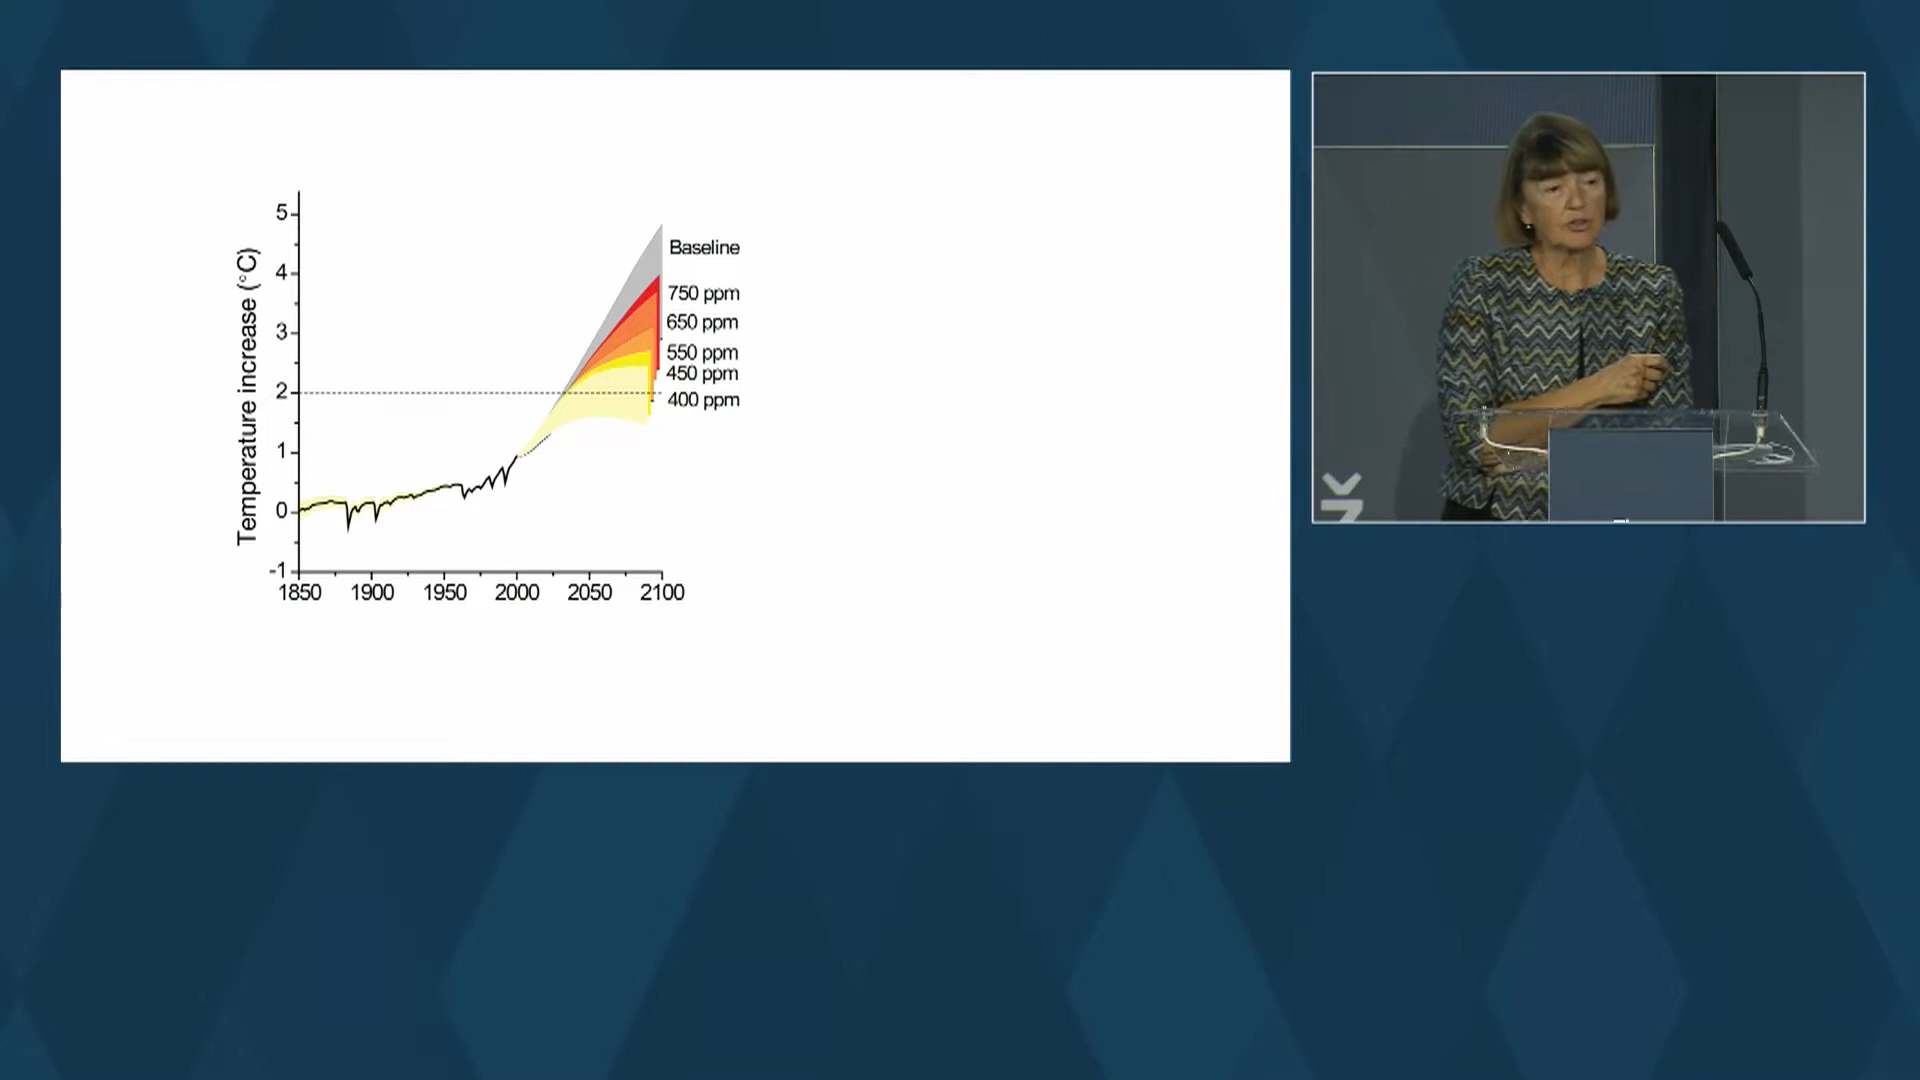 Temperature increase (°C)
5
4
3
2
1
0
-1
1850 1900 1950 2000 2050 2100
Baseline
750 ppm
650 ppm
550 ppm
450 ppm
400 ppm